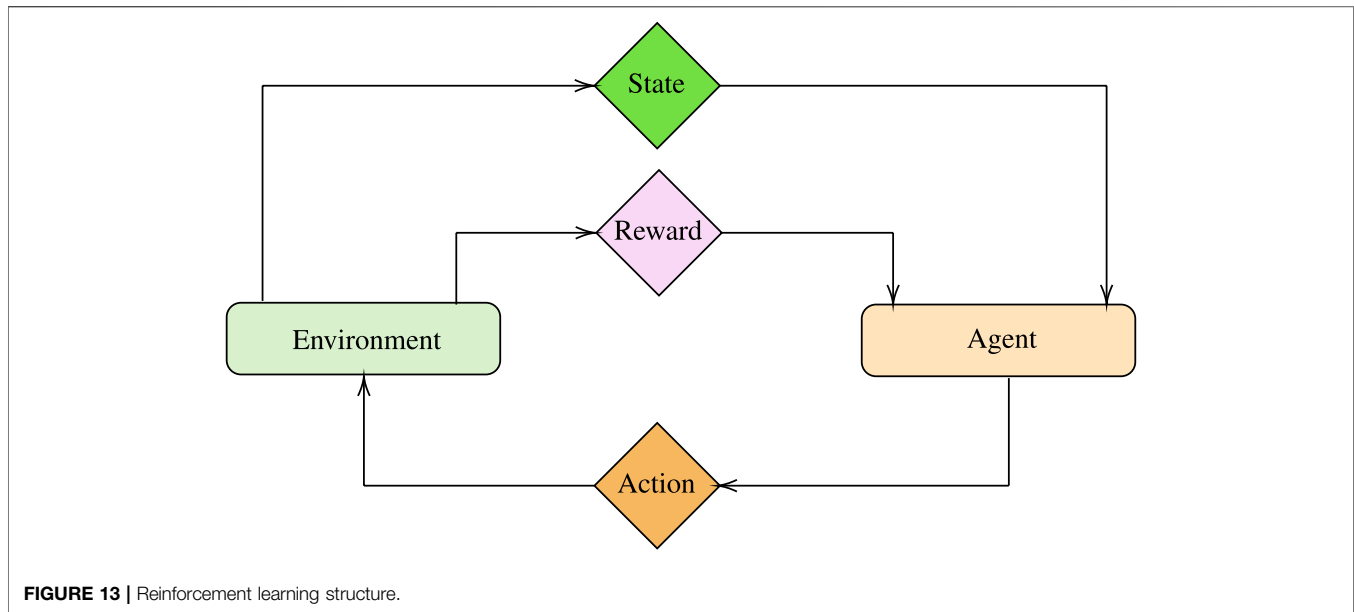 State
Reward
Environment
Agent
Action
FIGURE 13 | Reinforcement learning structure.